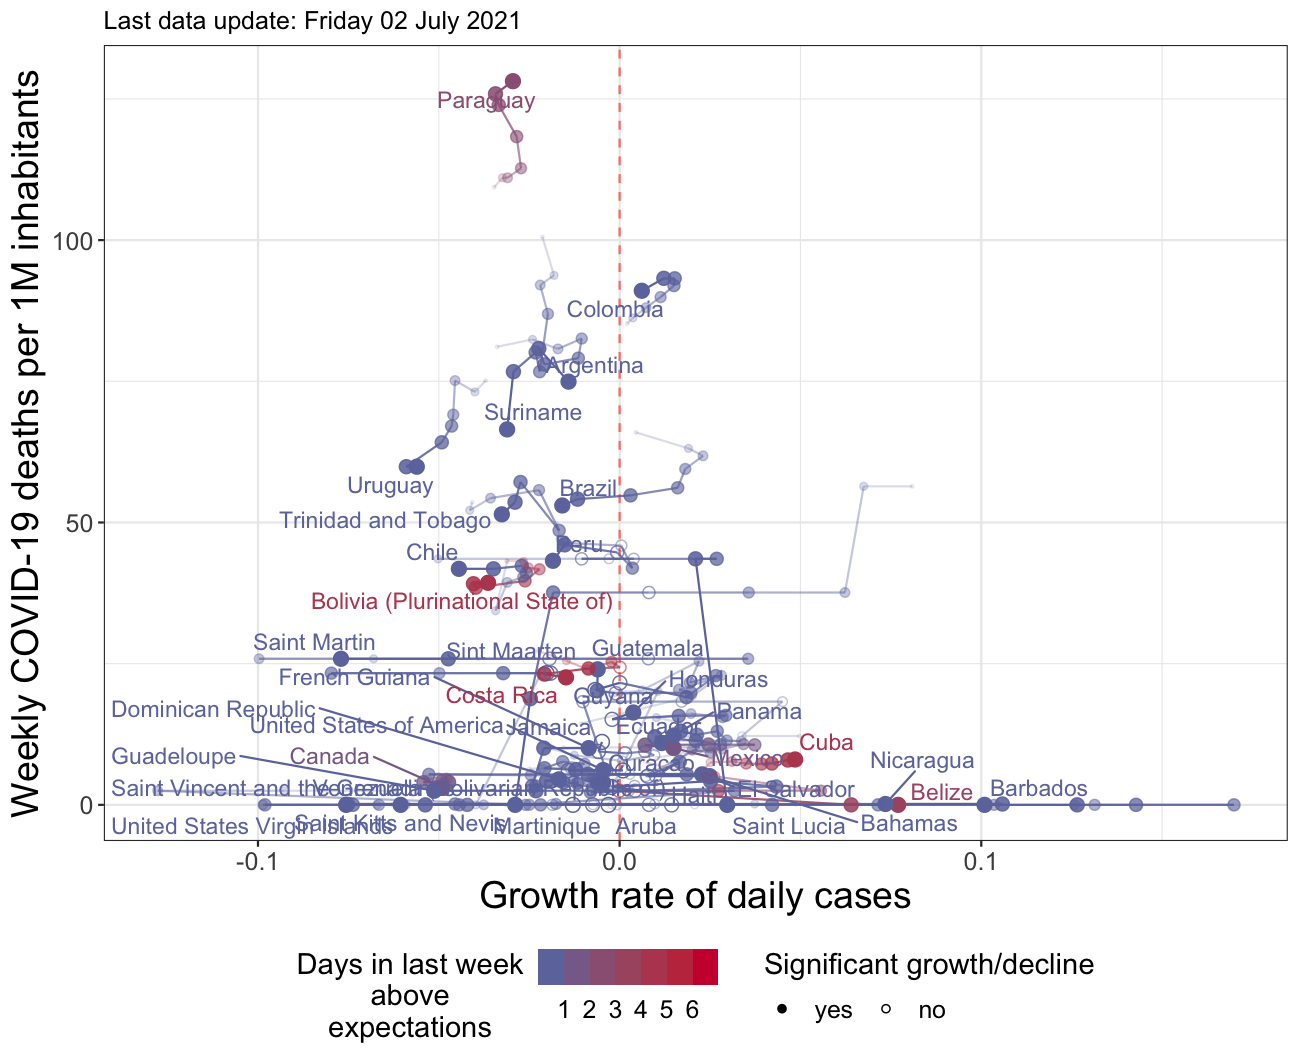 Last data update: Friday 02 July 2021
Weekly COVID-19 deaths per 1M inhabitants
100
50
0
Paraguay
Colombia
Argentina
Suriname
Uruguay
Brazil
Trinidad and Tobago
Peru
Chile
Bolivia (Plurinational State of)
Saint Martin
Sint Maarten
Guatemala
French Guiana
Honduras
Costa Rica
Guyana
Dominican Republic
Panama
United States of America
Jamaica
Ecuador
Cuba
Guadeloupe
Canada
Mexico
Nicaragua
Curacao
Saint Vincent and the Grenadines
Venezuela (Bolivarian Republic of)
Haiti
El Salvador
Belize
Barbados
United States Virgin Islands
Saint Kitts and Nevis
Martinique
Aruba
Saint Lucia
Bahamas
-0.1
0.0
0.1
Growth rate of daily cases
Days in last week
above
expectations
1 2 3 4 5 6
Significant growth/decline
yes
no